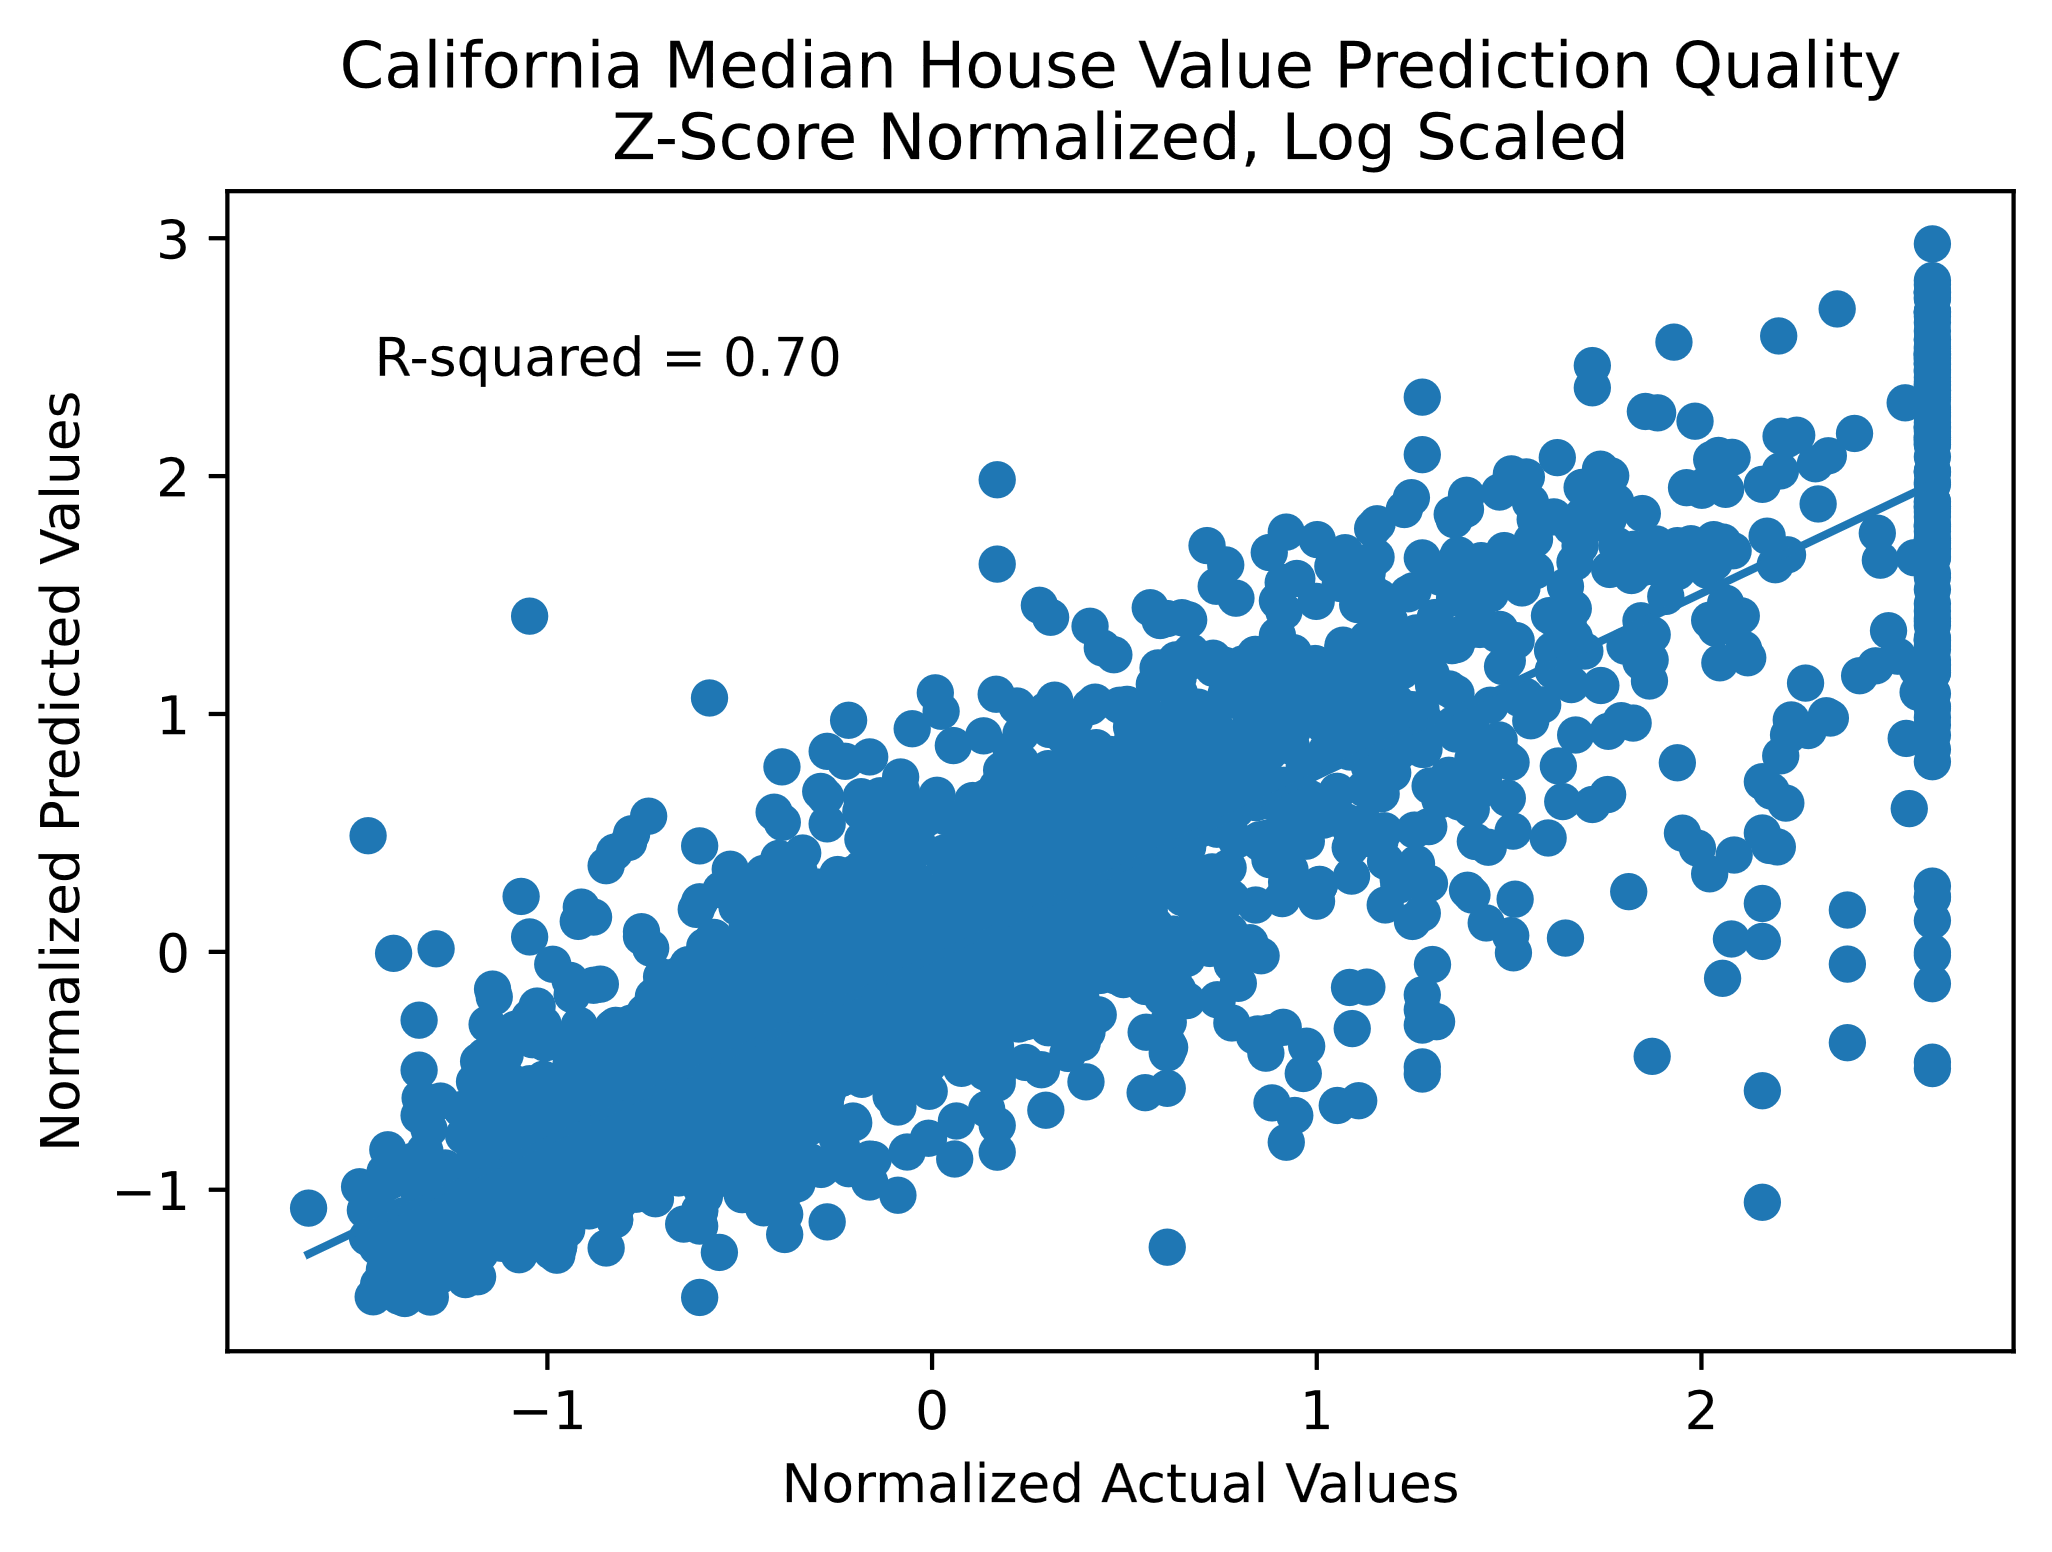 California Median House Value Prediction Quality
Z-Score Normalized, Log Scaled
R-squared = 0.70
Normalized Predicted Values
3
2
1
0
−1
−1
0
1
2
Normalized Actual Values